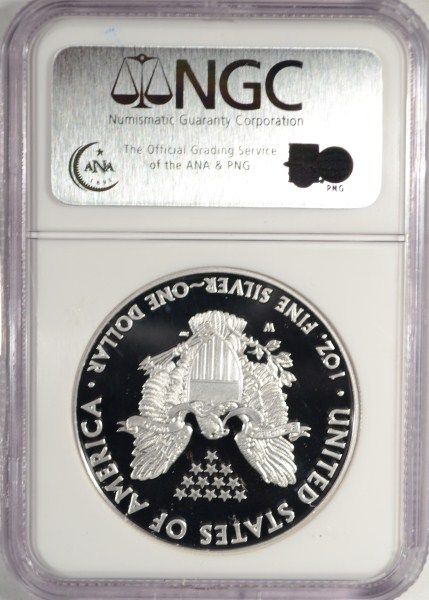 NGC
Numismatic Guaranty Corporation
The Official Grading Service
of the ANA & PNG
ANA
1891
PNG
UNITED STATES OF AMERICA
1 OZ. FINE SILVER~ONE DOLLAR
W